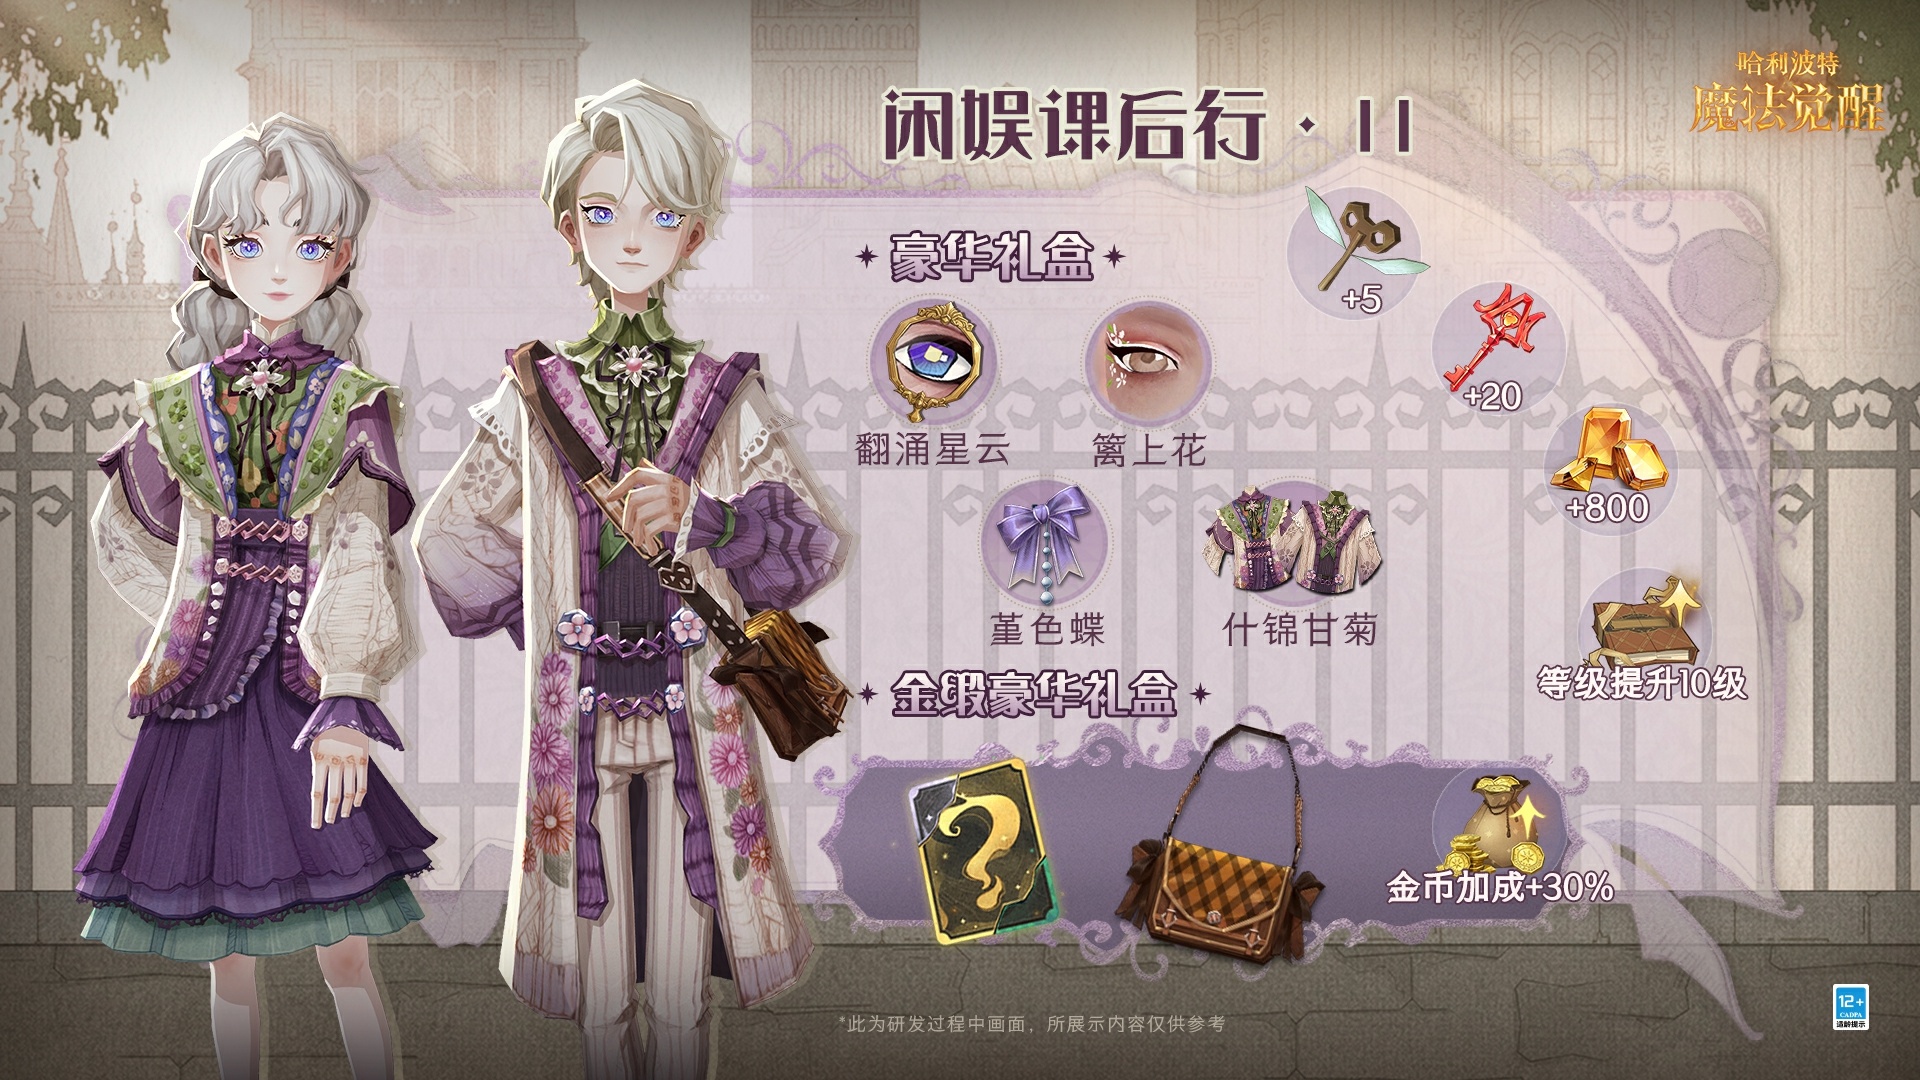 哈利波特
魔法觉醒
闲娱课后行·II
豪华礼盒
翻涌星云
篱上花
堇色蝶
什锦甘菊
+5
+20
+800
等级提升10级
金缎豪华礼盒
金币加成+30%
*此为研发过程中画面，所展示内容仅供参考
12+
CADPA
适龄提示